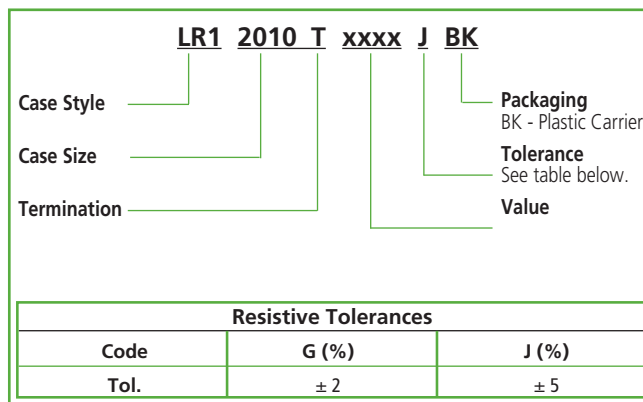 LR1 2010 T xxxx J BK
Case Style
Case Size
Termination
Packaging
BK - Plastic Carrier
Tolerance
See table below.
Value
Resistive Tolerances
Code G (%) J (%)
Tol. ± 2 ± 5